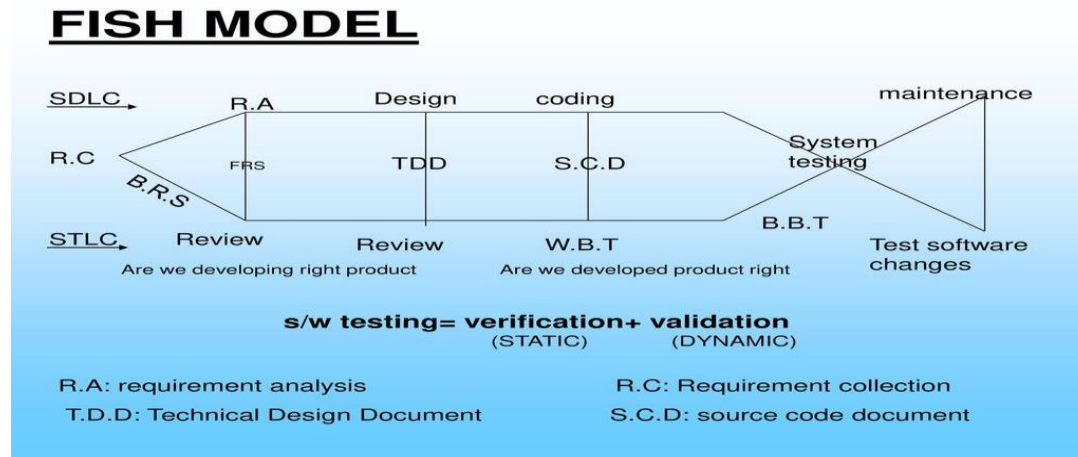 FISH MODEL
SDLC
R.A
Design
coding
maintenance
R.C
FRS
TDD
S.C.D
System
testing
B.R.S
B.B.T
STLC
Review
Review
W.B.T
Test software
changes
Are we developing right product
Are we developed product right
s/w testing= verification+ validation
(STATIC)
(DYNAMIC)
R.A: requirement analysis
R.C: Requirement collection
T.D.D: Technical Design Document
S.C.D: source code document